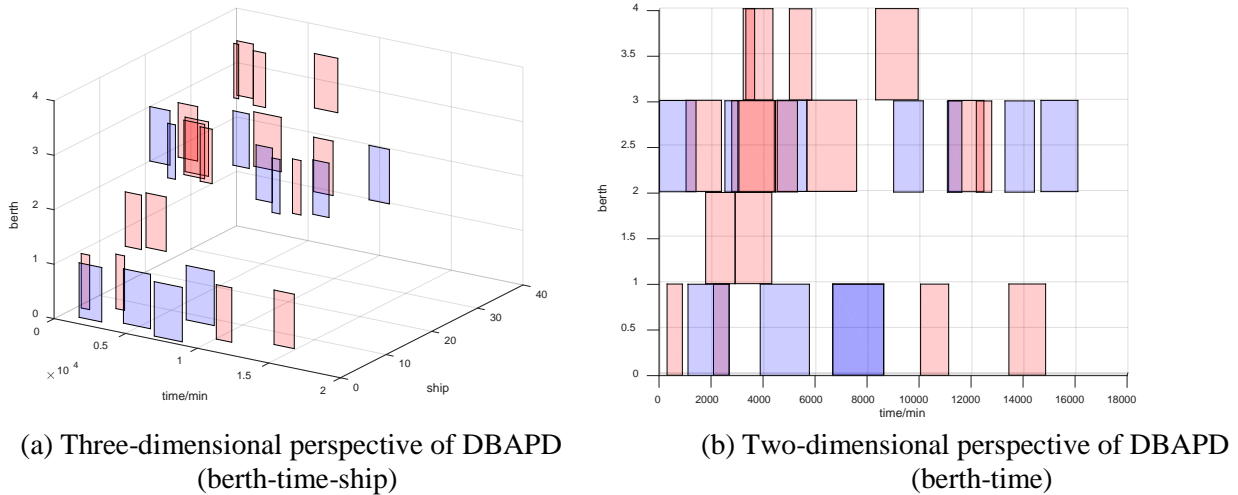 4
3
2
1
0
berth
0
0.5
1
1.5
2
× 10 4
time/min
0
10
20
30
40
ship
4
3.5
3
2.5
2
1.5
1
0.5
0
berth
0 2000 4000 6000 8000 10000 12000 14000 16000 18000
time/min
(a) Three-dimensional perspective of DBAPD
(berth-time-ship)
(b) Two-dimensional perspective of DBAPD
(berth-time)